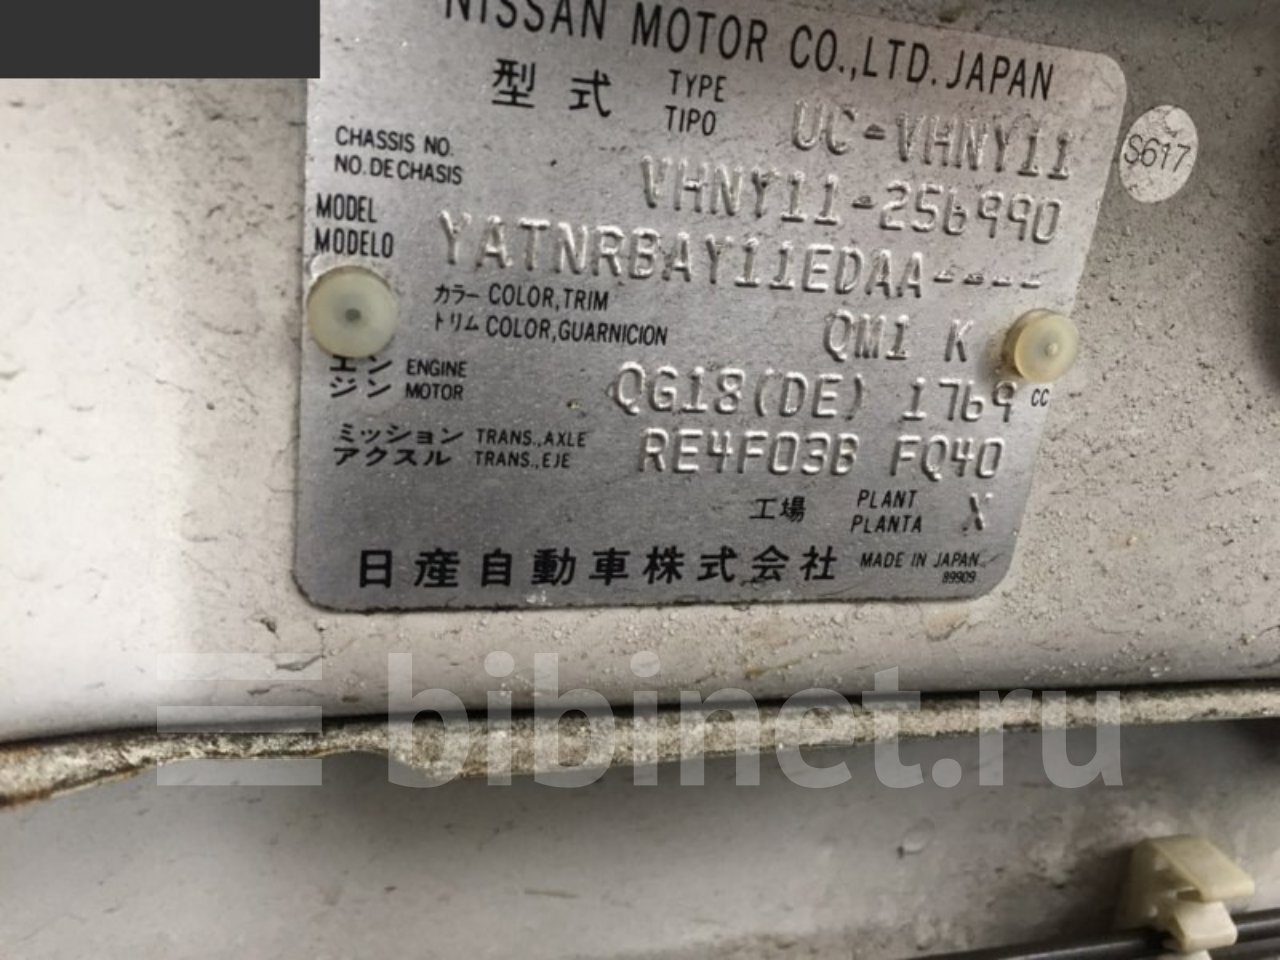 NISSAN MOTOR CO.,LTD. JAPAN
型式 TYPE
TIPO
UC-VHNY11
S617
CHASSIS NO.
NO. DE CHASIS
VHNY11-256990
MODEL
MODELO
YATNRBAY11EDAA----
カラー COLOR,TRIM
トリム COLOR,GUARNICION
QM1 K
エン ENGINE
ジン MOTOR
QG18(DE) 1769 CC
ミッション TRANS.,AXLE
アクスル TRANS.,EJE
RE4F03B FQ40
工場 PLANT
PLANTA
X
日産自動車株式会社 MADE IN JAPAN
89909
bibinet.ru